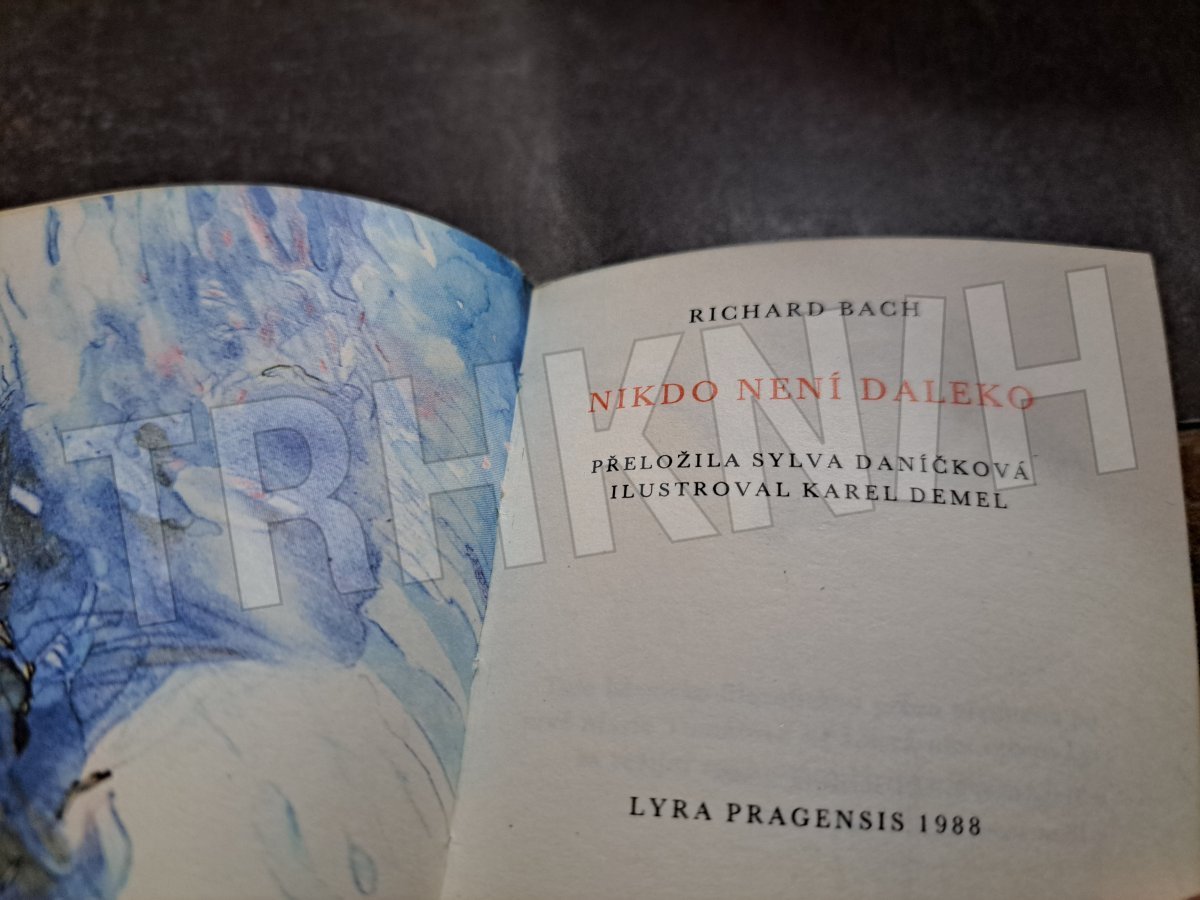 RICHARD BACH
NIKDO NENÍ DALEKO
PŘELOŽILA SYLVA DANÍČKOVÁ
ILUSTROVAL KAREL DEMEL
LYRA PRAGENSIS 1988
TRHKNIH